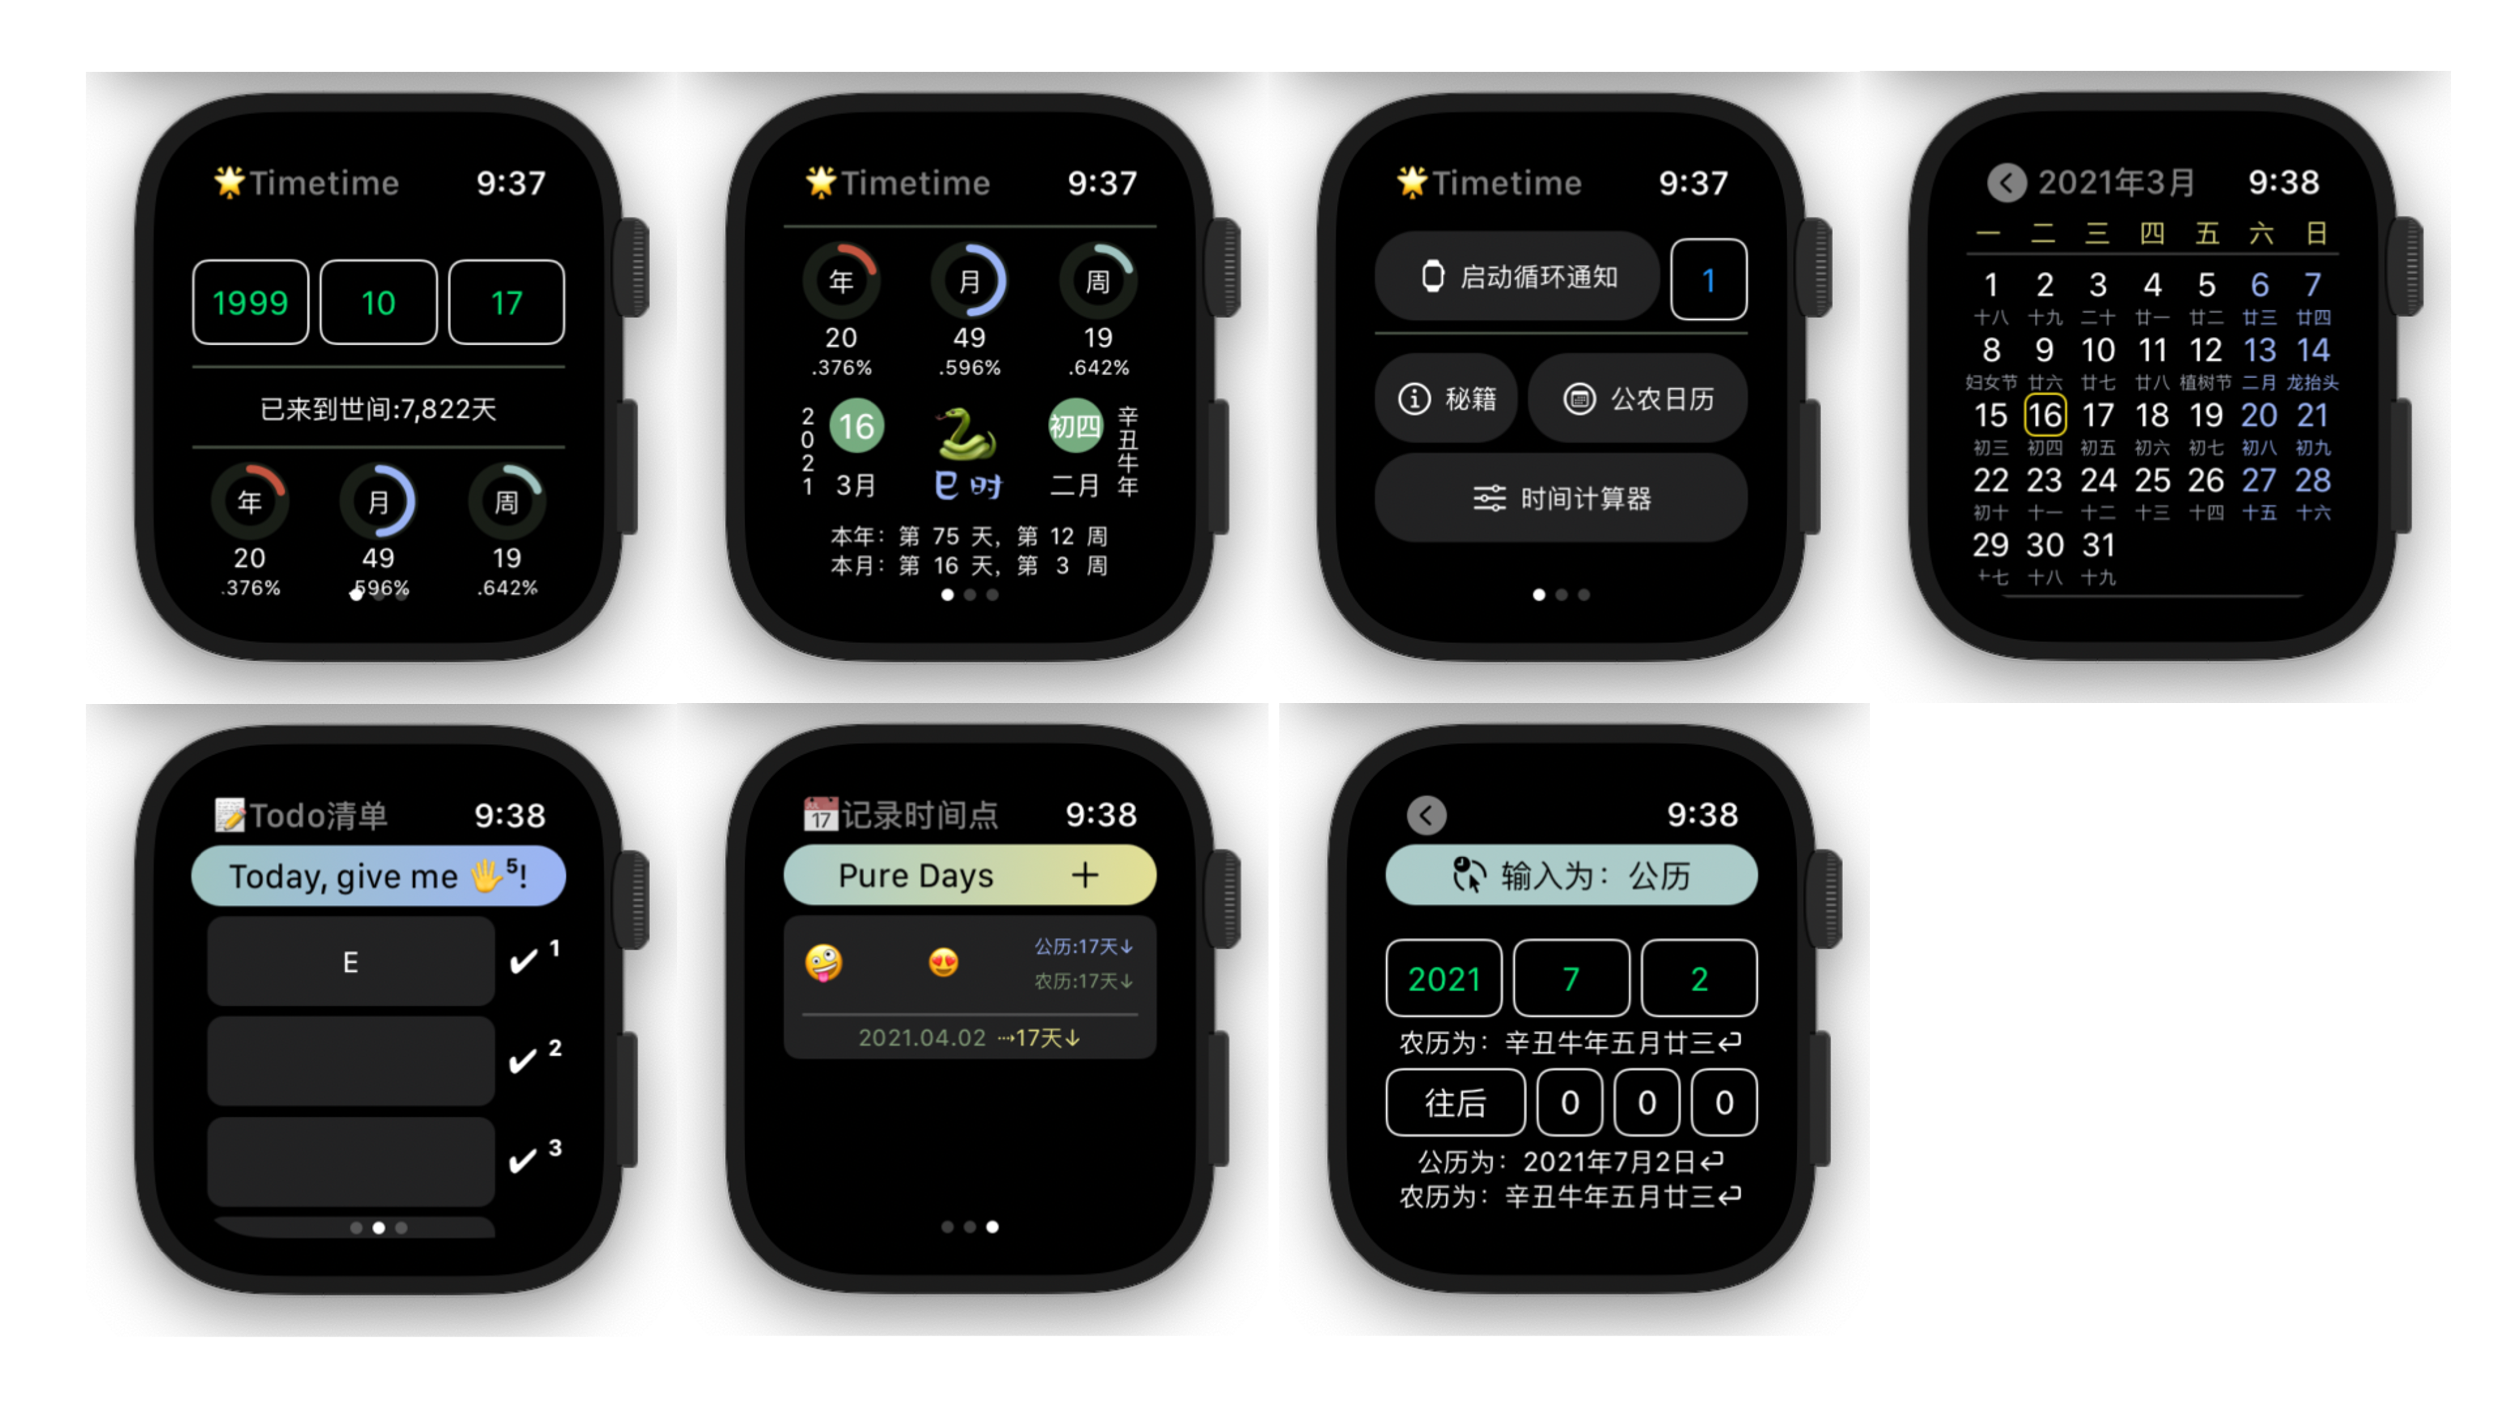 🌟Timetime 9:37
1999 10 17
已来到世间:7,822天
年 月 周
20 49 19
.376% .596% .642%
🌟Timetime 9:37
年 月 周
20 49 19
.376% .596% .642%
2021 16 初四 辛丑牛年
3月 巳时 二月
本年：第 75 天，第 12 周
本月：第 16 天，第 3 周
🌟Timetime 9:37
启动循环通知 1
秘籍 公农日历
时间计算器
2021年3月 9:38
一 二 三 四 五 六 日
1 2 3 4 5 6 7
十八 十九 二十 廿一 廿二 廿三 廿四
8 9 10 11 12 13 14
妇女节 廿六 廿七 廿八 植树节 二月 龙抬头
15 16 17 18 19 20 21
初三 初四 初五 初六 初七 初八 初九
22 23 24 25 26 27 28
初十 十一 十二 十三 十四 十五 十六
29 30 31
十七 十八 十九
📝Todo清单 9:38
Today, give me 🖐⁵!
E ✔ 1
✔ 2
✔ 3
📅记录时间点 9:38
Pure Days +
公历:17天↓
农历:17天↓
2021.04.02 ⤑17天↓
9:38
输入为：公历
2021 7 2
农历为：辛丑牛年五月廿三↩
往后 0 0 0
公历为：2021年7月2日↩
农历为：辛丑牛年五月廿三↩